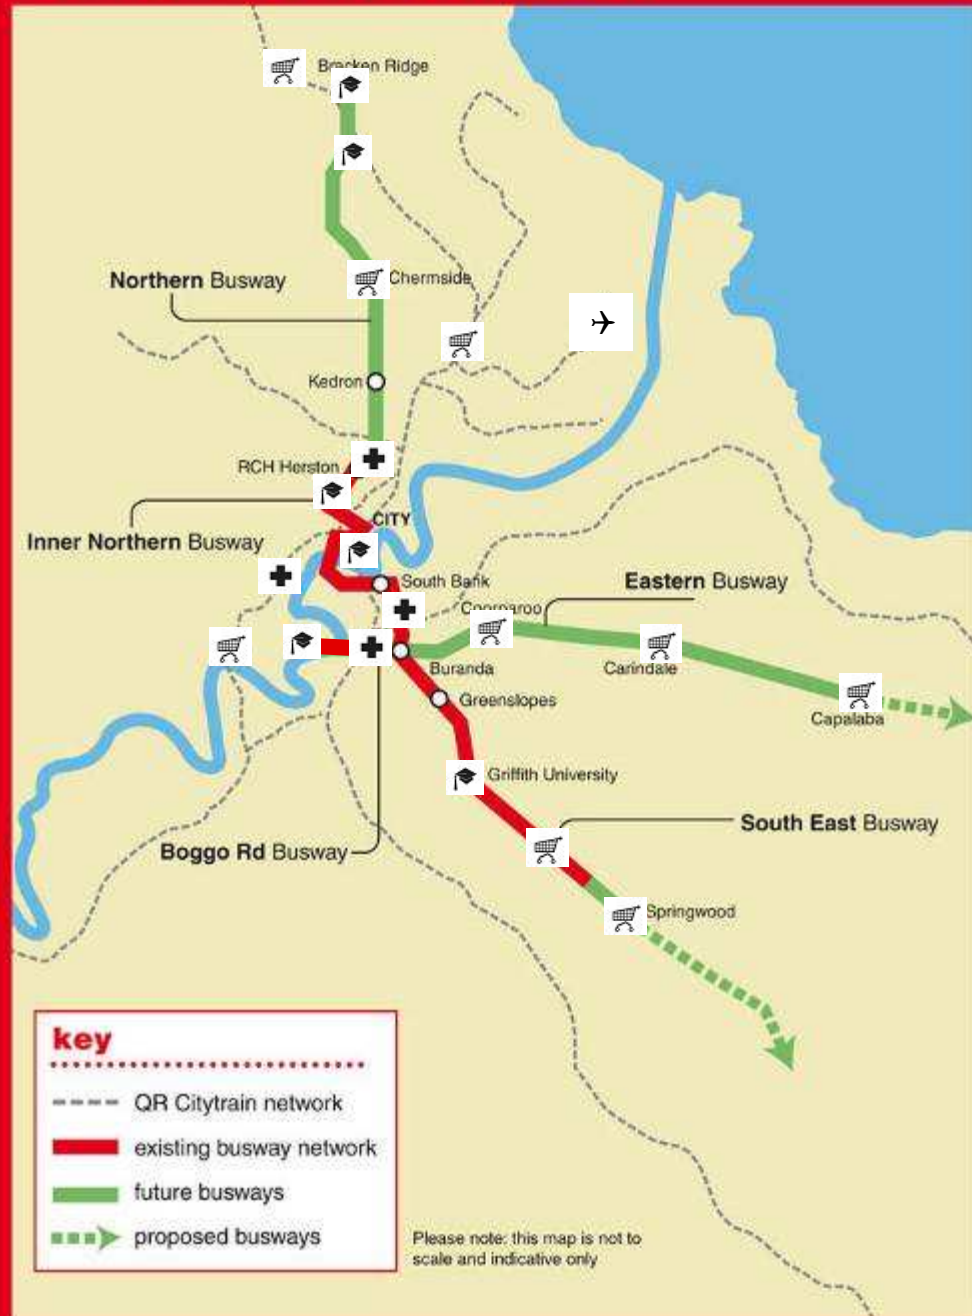 Bracken Ridge
Chermside
Northern Busway
Kedron
RCH Herston
CITY
Inner Northern Busway
South Bank
Eastern Busway
Coorparoo
Buranda
Carindale
Greenslopes
Capalaba
Griffith University
South East Busway
Boggo Rd Busway
Springwood
key
QR Citytrain network
existing busway network
future busways
proposed busways
Please note: this map is not to
scale and indicative only